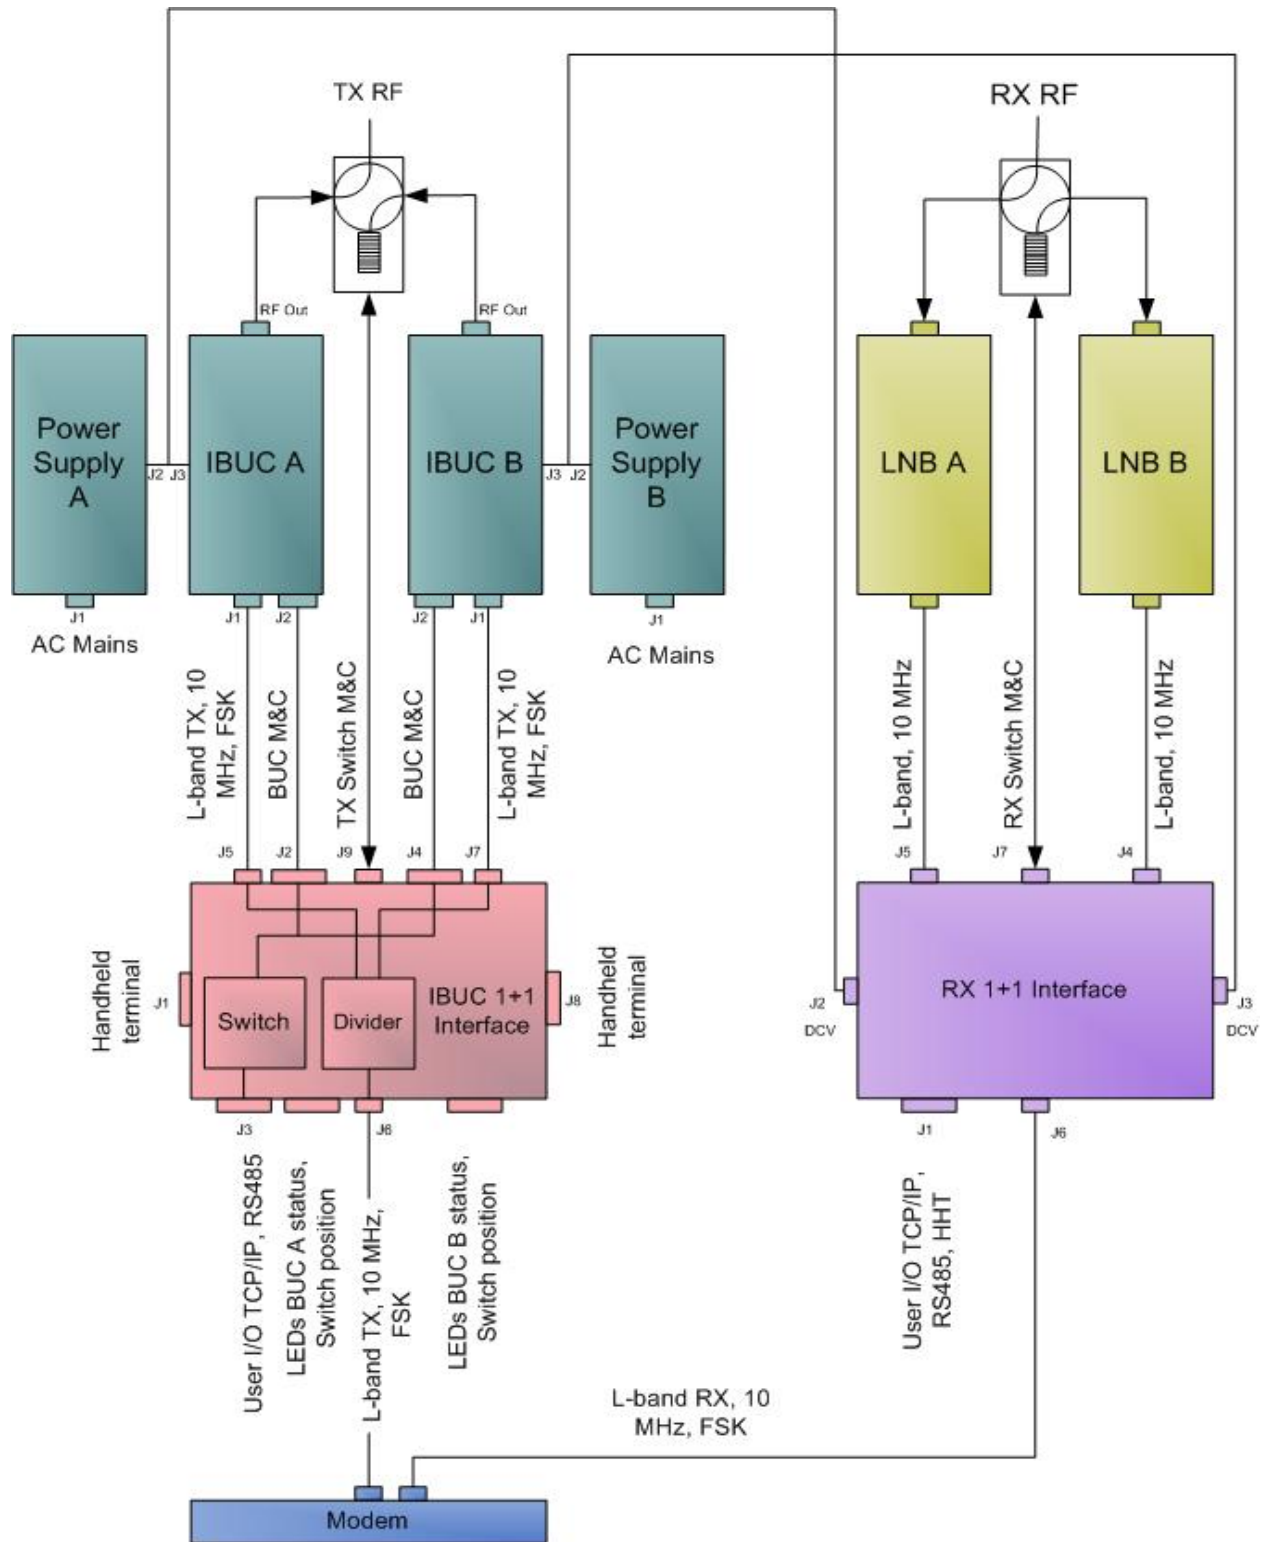 TX RF
RX RF
RF Out
RF Out
Power
Supply
A
J2
J3
IBUC A
IBUC B
J3
J2
Power
Supply
B
LNB A
LNB B
J1
AC Mains
J1
J2
J2
J1
J1
AC Mains
L-band TX, 10
MHz, FSK
BUC M&C
TX Switch M&C
BUC M&C
L-band TX, 10
MHz, FSK
L-band, 10 MHz
RX Switch M&C
L-band, 10 MHz
J5
J2
J9
J4
J7
J5
J7
J4
Handheld
terminal
J1
Switch
Divider
IBUC 1+1
Interface
J8
Handheld
terminal
J2
DCV
RX 1+1 Interface
J3
DCV
J3
J6
J1
J6
User I/O TCP/IP, RS485
LEDs BUC A status,
Switch position
L-band TX, 10 MHz,
FSK
LEDs BUC B status,
Switch position
User I/O TCP/IP,
RS485, HHT
L-band RX, 10
MHz, FSK
Modem